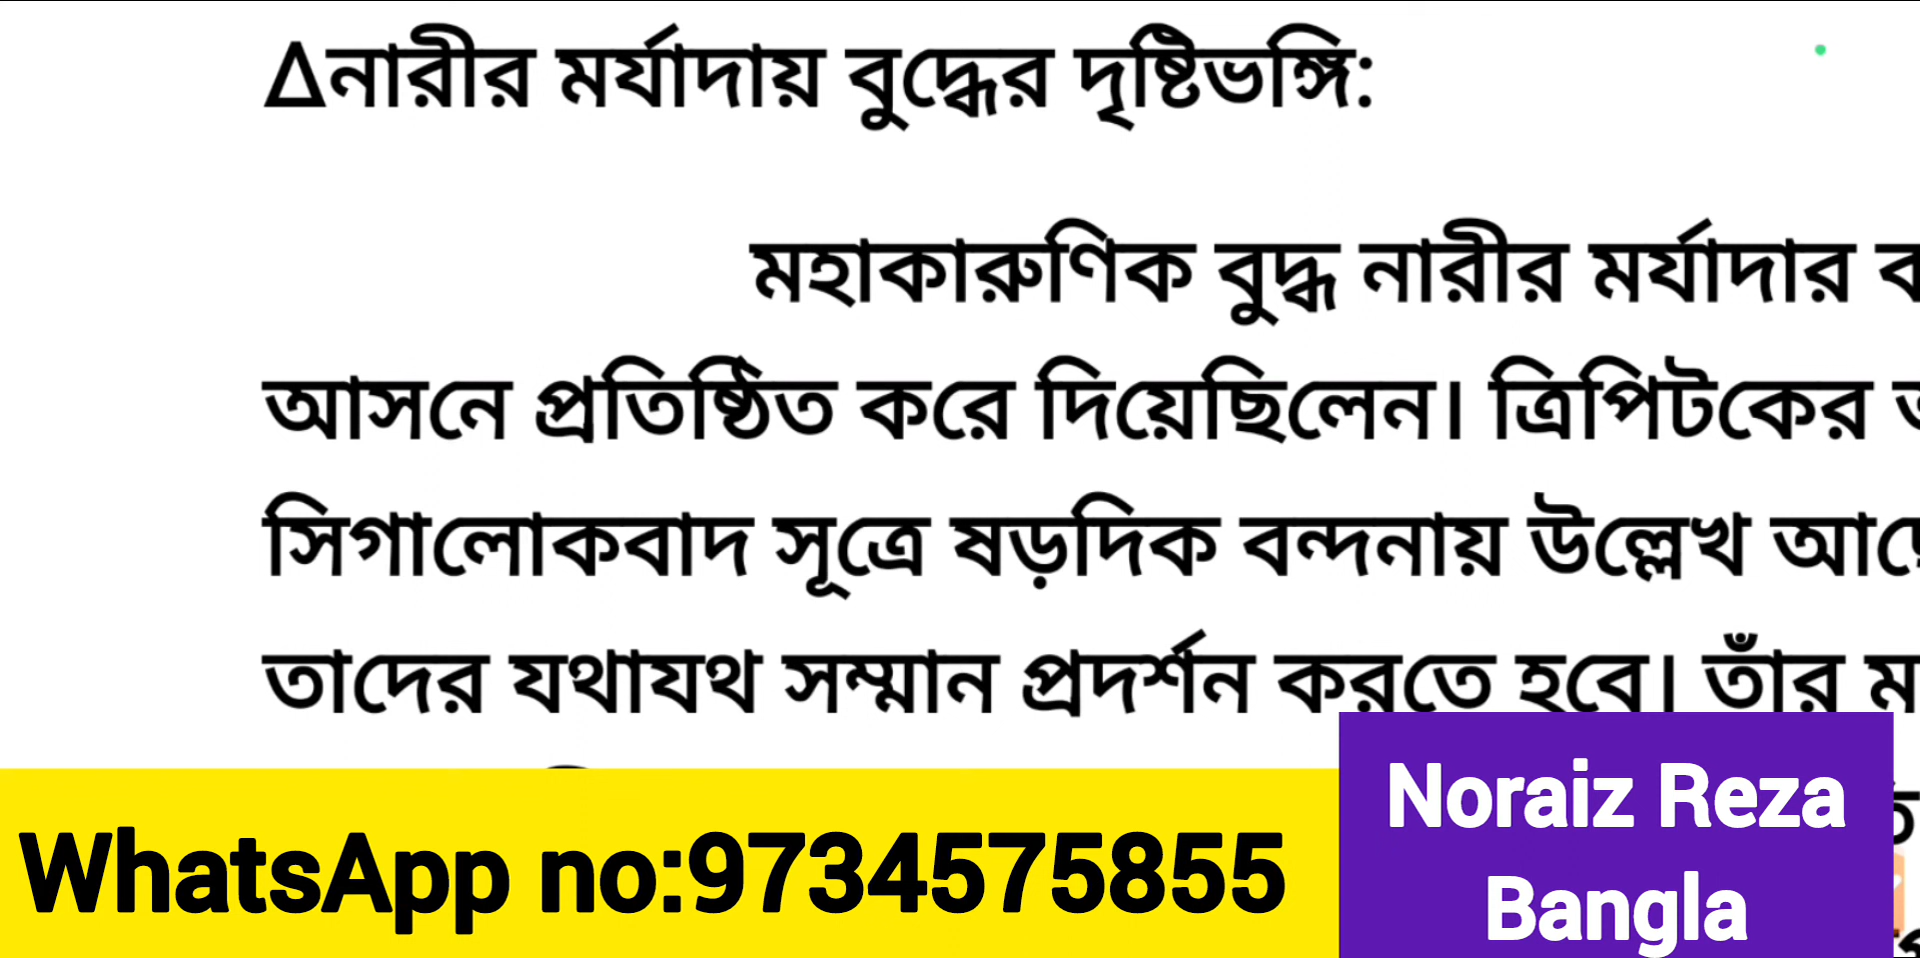 ∆নারীর মর্যাদায় বুদ্ধের দৃষ্টিভঙ্গি:
মহাকারুণিক বুদ্ধ নারীর মর্যাদার
আসনে প্রতিষ্ঠিত করে দিয়েছিলেন। ত্রিপিটকের
সিগালোকবাদ সূত্রে ষড়দিক বন্দনায় উল্লেখ
তাদের যথাযথ সম্মান প্রদর্শন করতে হবে। তাঁর
WhatsApp no:9734575855
Noraiz Reza
Bangla